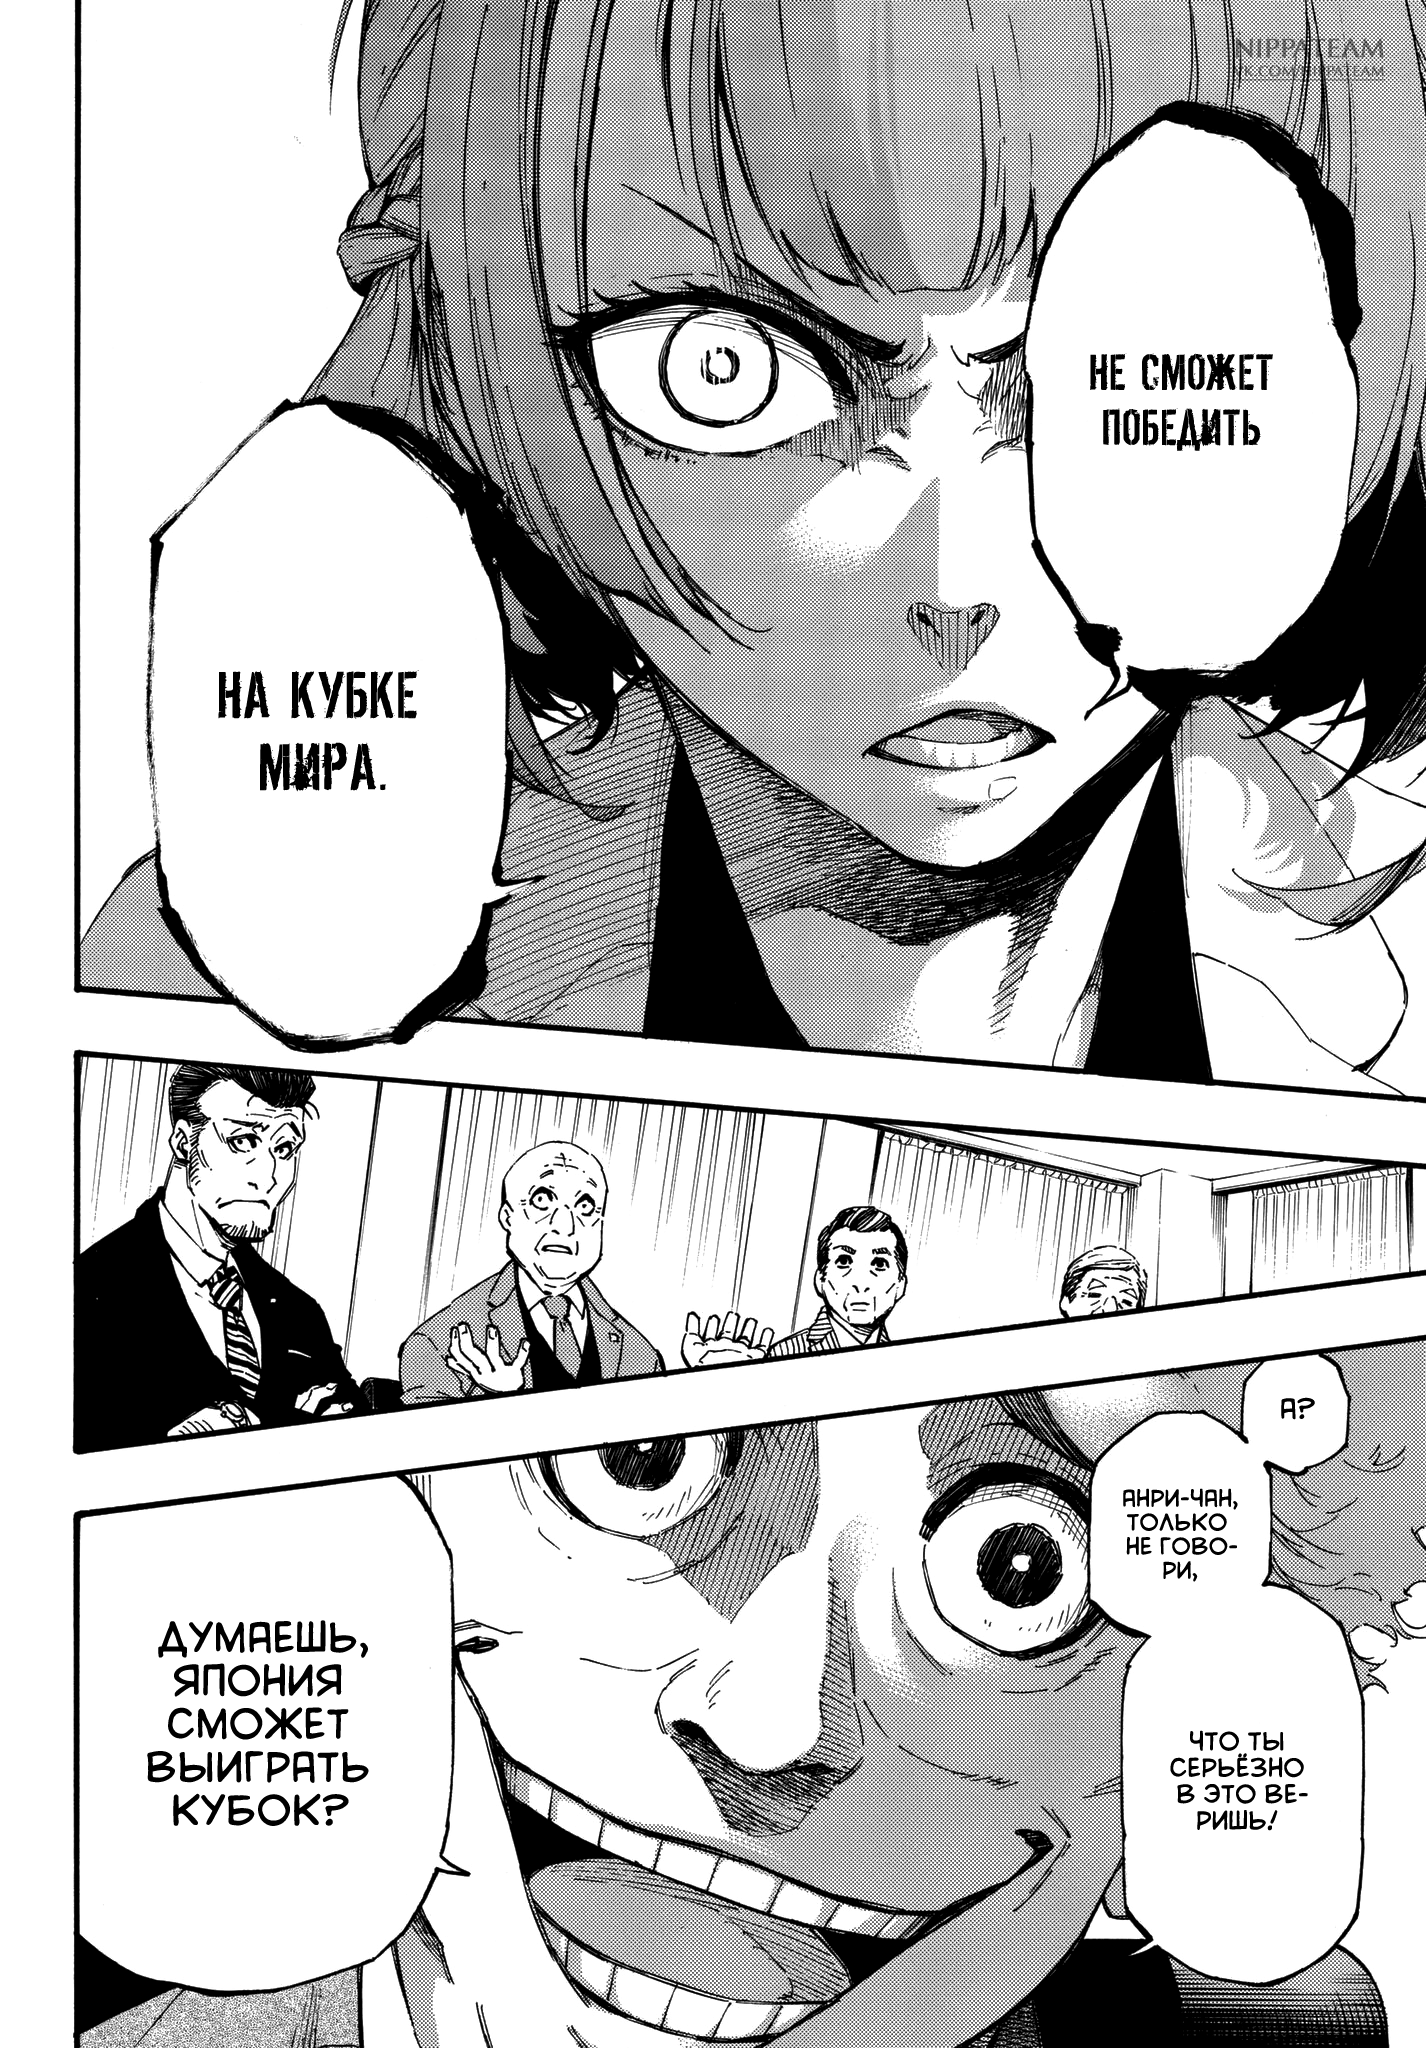 NIPPATEAM
VK.COM/NIPPATEAM
НЕ СМОЖЕТ
ПОБЕДИТЬ
НА КУБКЕ
МИРА.
А?
АНРИ-ЧАН,
ТОЛЬКО
НЕ ГОВО-
РИ,
ЧТО ТЫ
СЕРЬЁЗНО
В ЭТО ВЕ-
РИШЬ!
ДУМАЕШЬ,
ЯПОНИЯ
СМОЖЕТ
ВЫИГРАТЬ
КУБОК?